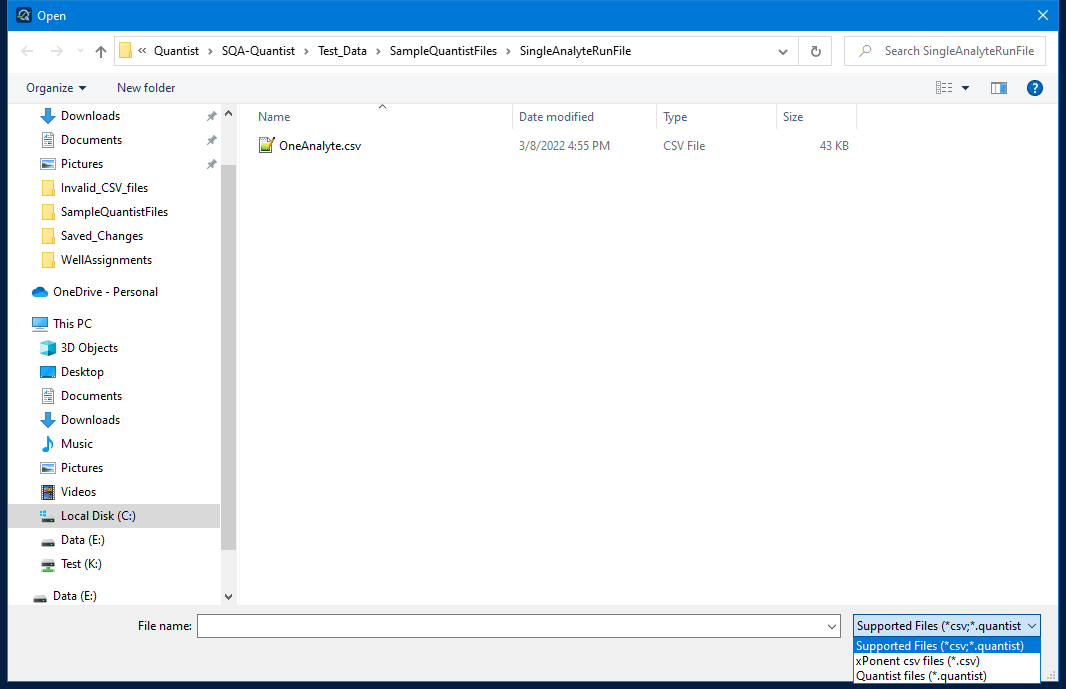 Open
« Quantist › SQA-Quantist › Test_Data › SampleQuantistFiles › SingleAnalyteRunFile
Search SingleAnalyteRunFile
Organize New folder
?
Downloads
Documents
Pictures
Invalid_CSV_files
SampleQuantistFiles
Saved_Changes
WellAssignments
OneDrive - Personal
This PC
3D Objects
Desktop
Documents
Downloads
Music
Pictures
Videos
Local Disk (C:)
Data (E:)
Test (K:)
Data (E:)
Name Date modified Type Size
OneAnalyte.csv 3/8/2022 4:55 PM CSV File 43 KB
File name:
Supported Files (*csv;*.quantist
Supported Files (*csv;*.quantist)
xPonent csv files (*.csv)
Quantist files (*.quantist)